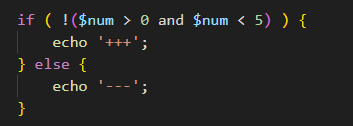 if ( !($num > 0 and $num < 5) ) {
    echo '+++';
} else {
    echo '---';
}